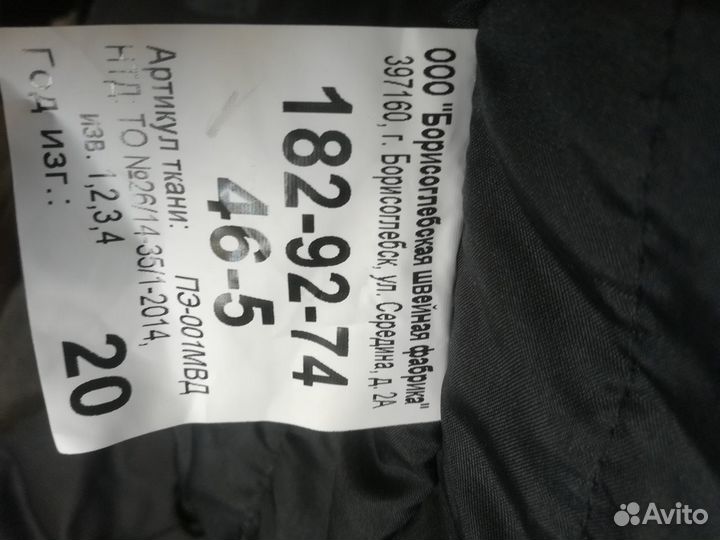 ООО "Борисоглебская швейная фабрика"
397160, г. Борисоглебск, ул. Середина, д. 2А
182-92-74
46-5
Артикул ткани: ПЭ-001МВД
НТД: ТО №26/14-35/1-2014,
изв. 1,2,3,4
Год изг.: 20
Avito